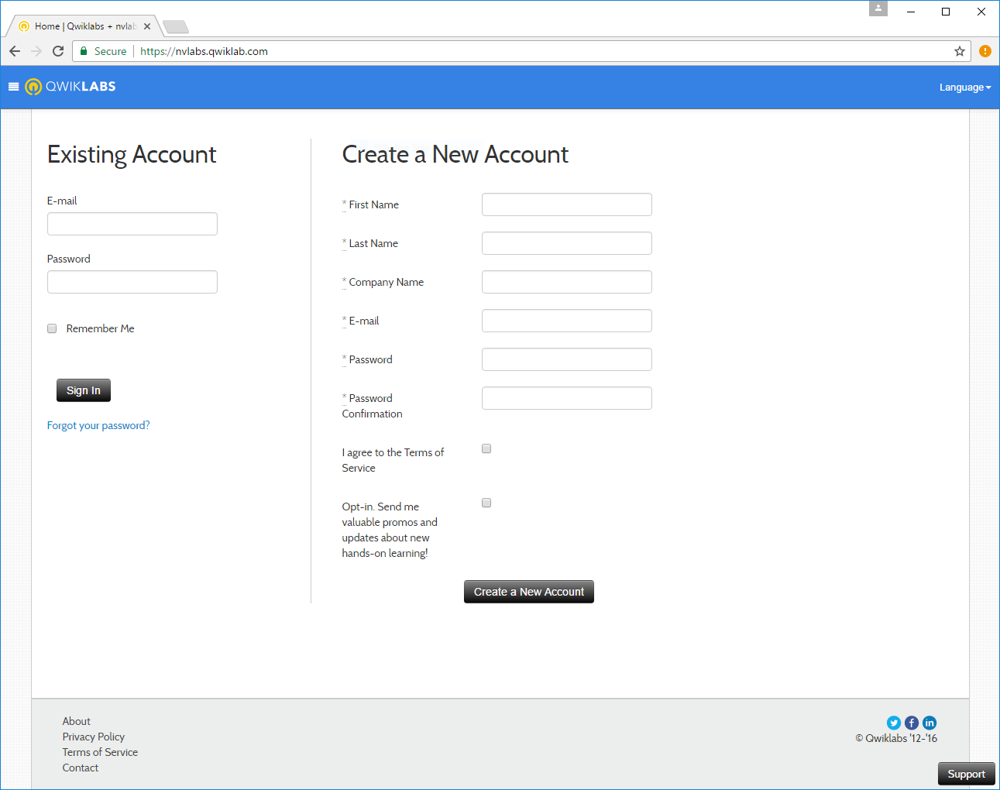 Home | Qwiklabs + nvlab
Secure
https://nvlabs.qwiklab.com
QWIKLABS
Language
Existing Account
E-mail
Password
Remember Me
Sign In
Forgot your password?
Create a New Account
* First Name
* Last Name
* Company Name
* E-mail
* Password
* Password
Confirmation
I agree to the Terms of
Service
Opt-in. Send me
valuable promos and
updates about new
hands-on learning!
Create a New Account
About
Privacy Policy
Terms of Service
Contact
© Qwiklabs '12-'16
Support